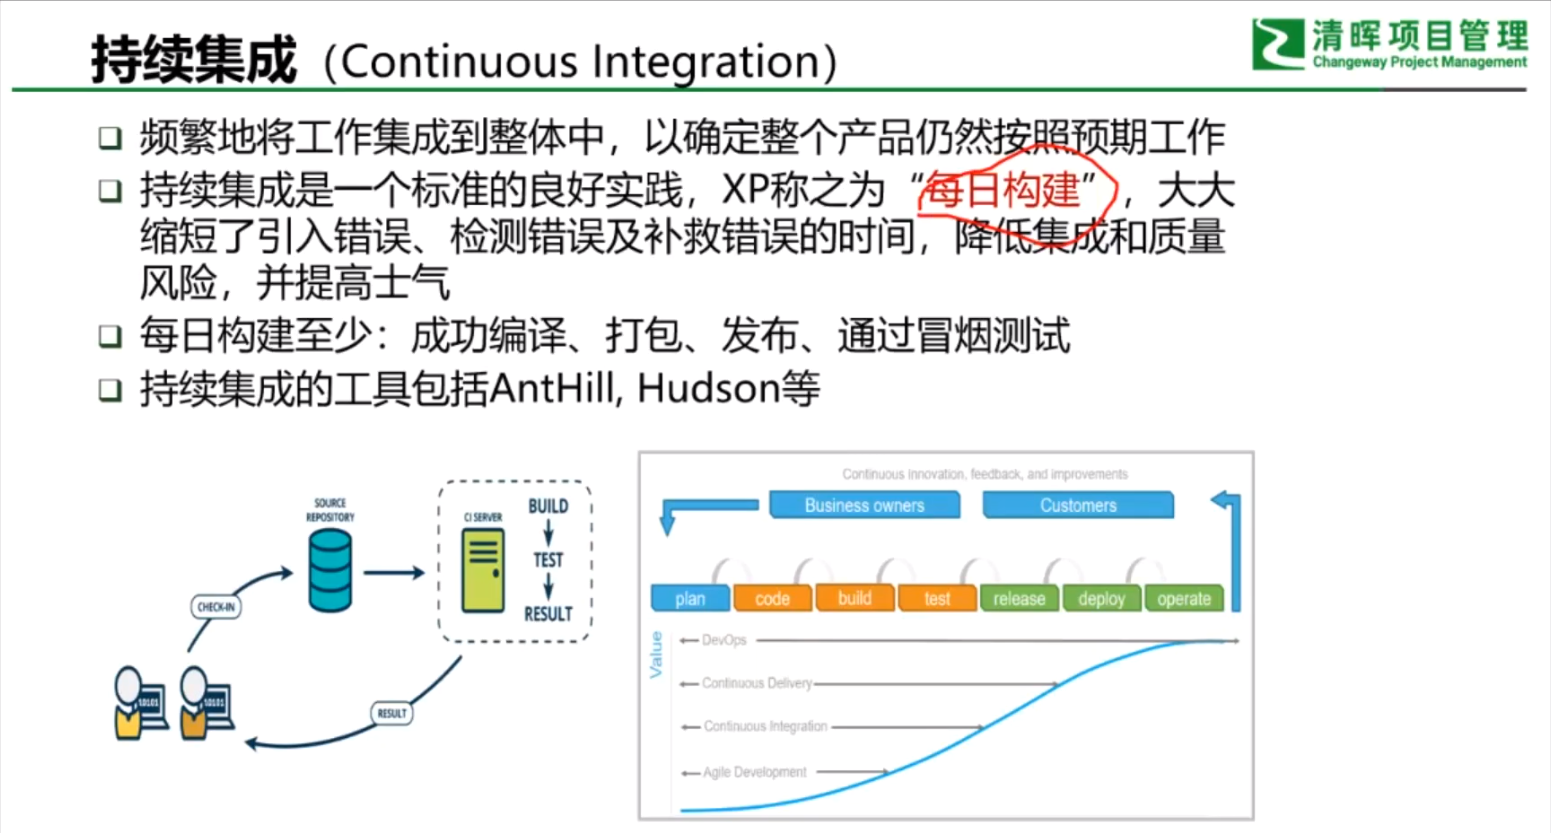 持续集成（Continuous Integration）
清晖项目管理
Changeway Project Management
频繁地将工作集成到整体中，以确定整个产品仍然按照预期工作
持续集成是一个标准的良好实践，XP称之为“每日构建”，大大
缩短了引入错误、检测错误及补救错误的时间，降低集成和质量
风险，并提高士气
每日构建至少：成功编译、打包、发布、通过冒烟测试
持续集成的工具包括AntHill, Hudson等
SOURCE
REPOSITORY
CI SERVER
BUILD
TEST
RESULT
CHECK-IN
10101
10101
RESULT
Continuous innovation, feedback, and improvements
Business owners
Customers
plan
code
build
test
release
deploy
operate
Value
DevOps
Continuous Delivery
Continuous Integration
Agile Development